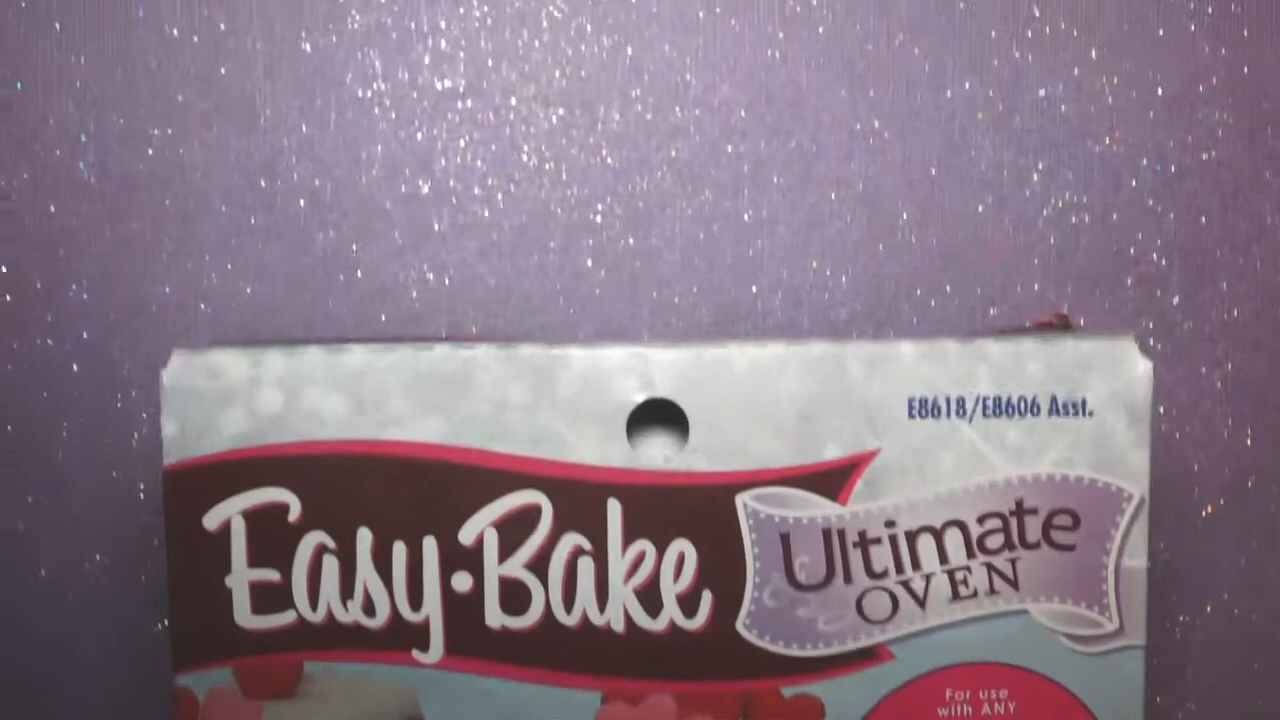 E8618/E8606 Asst.
Easy·Bake
Ultimate
OVEN
For use
with ANY